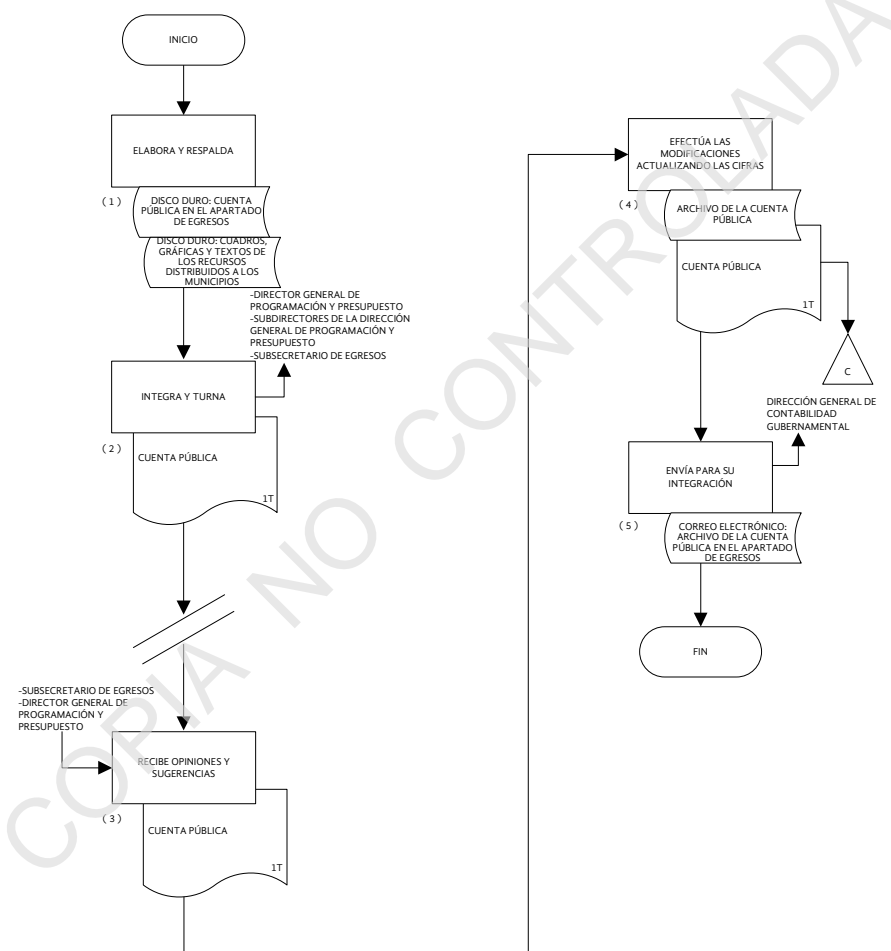 INICIO
ELABORA Y RESPALDA
( 1 )
DISCO DURO: CUENTA
PÚBLICA EN EL APARTADO
DE EGRESOS
DISCO DURO: CUADROS,
GRÁFICAS Y TEXTOS DE
LOS RECURSOS
DISTRIBUIDOS A LOS
MUNICIPIOS
-DIRECTOR GENERAL DE
PROGRAMACIÓN Y PRESUPUESTO
-SUBDIRECTORES DE LA DIRECCIÓN
GENERAL DE PROGRAMACIÓN Y
PRESUPUESTO
-SUBSECRETARIO DE EGRESOS
INTEGRA Y TURNA
( 2 )
CUENTA PÚBLICA
1T
-SUBSECRETARIO DE EGRESOS
-DIRECTOR GENERAL DE
PROGRAMACIÓN Y
PRESUPUESTO
RECIBE OPINIONES Y
SUGERENCIAS
( 3 )
CUENTA PÚBLICA
1T
EFECTÚA LAS
MODIFICACIONES
ACTUALIZANDO LAS CIFRAS
( 4 )
ARCHIVO DE LA CUENTA
PÚBLICA
CUENTA PÚBLICA
1T
C
DIRECCIÓN GENERAL DE
CONTABILIDAD
GUBERNAMENTAL
ENVÍA PARA SU
INTEGRACIÓN
( 5 )
CORREO ELECTRÓNICO:
ARCHIVO DE LA CUENTA
PÚBLICA EN EL APARTADO
DE EGRESOS
FIN
COPIA NO CONTROLADA